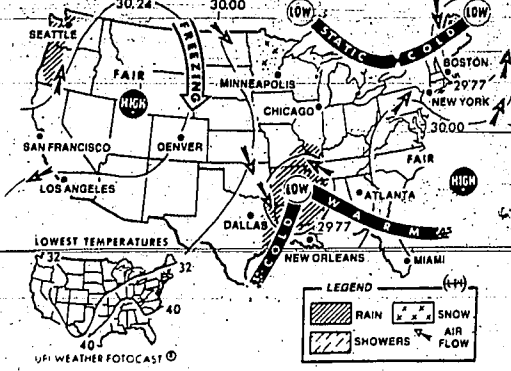 30.24
30.00
LOW
LOW
SEATTLE
FREEZING
STATIC COLD
FAIR
BOSTON
MINNEAPOLIS
29.77
HIGH
CHICAGO
NEW YORK
30.00
SAN FRANCISCO
DENVER
FAIR
LOS ANGELES
LOW
ATLANTA
HIGH
WARM
DALLAS
29.77
COLD
NEW ORLEANS
MIAMI
LOWEST TEMPERATURES
32
32
40
40
UPI WEATHER FOTOCAST ®
LEGEND
RAIN
SNOW
SHOWERS
AIR
FLOW